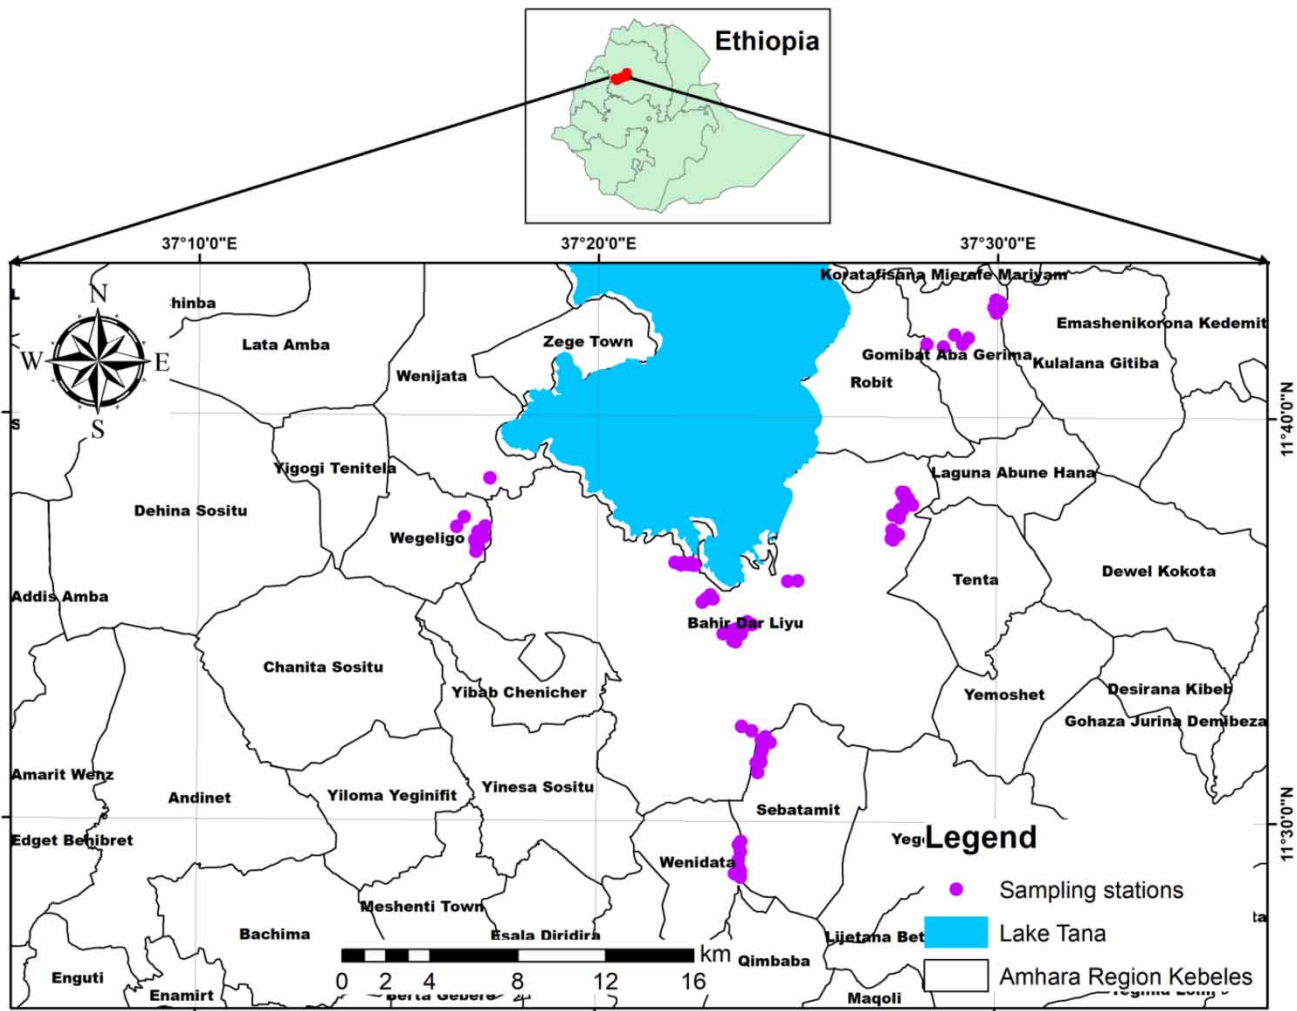 Ethiopia
37°10'0"E
37°20'0"E
37°30'0"E
Koratafisana Mierafe Mariyam
N
hinba
Emashenikorona Kedemit
Lata Amba
Zege Town
W
E
Gomibat Aba Gerima
Kulalana Gitiba
Wenijata
Robit
S
11°40'0"N
Yigogi Tenitela
Laguna Abune Hana
Dehina Sositu
Wegeligo
Tenta
Dewel Kokota
Addis Amba
Bahir Dar Liyu
Chanita Sositu
Yibab Chenicher
Yemoshet
Desirana Kibeb
Gohaza Jurina Demibeza
Amarit Wenz
Andinet
Yiloma Yeginifit
Yinesa Sositu
Sebatamit
11°30'0"N
Edget Behibret
Legend
Wenidata
Sampling stations
Meshenti Town
Bachima
Esala Diridira
Lijetana Bet
Lake Tana
km
Qimbaba
Enguti
0 2 4 8 12 16
Amhara Region Kebeles
Enamirt
Berta Gebere
Maqoli